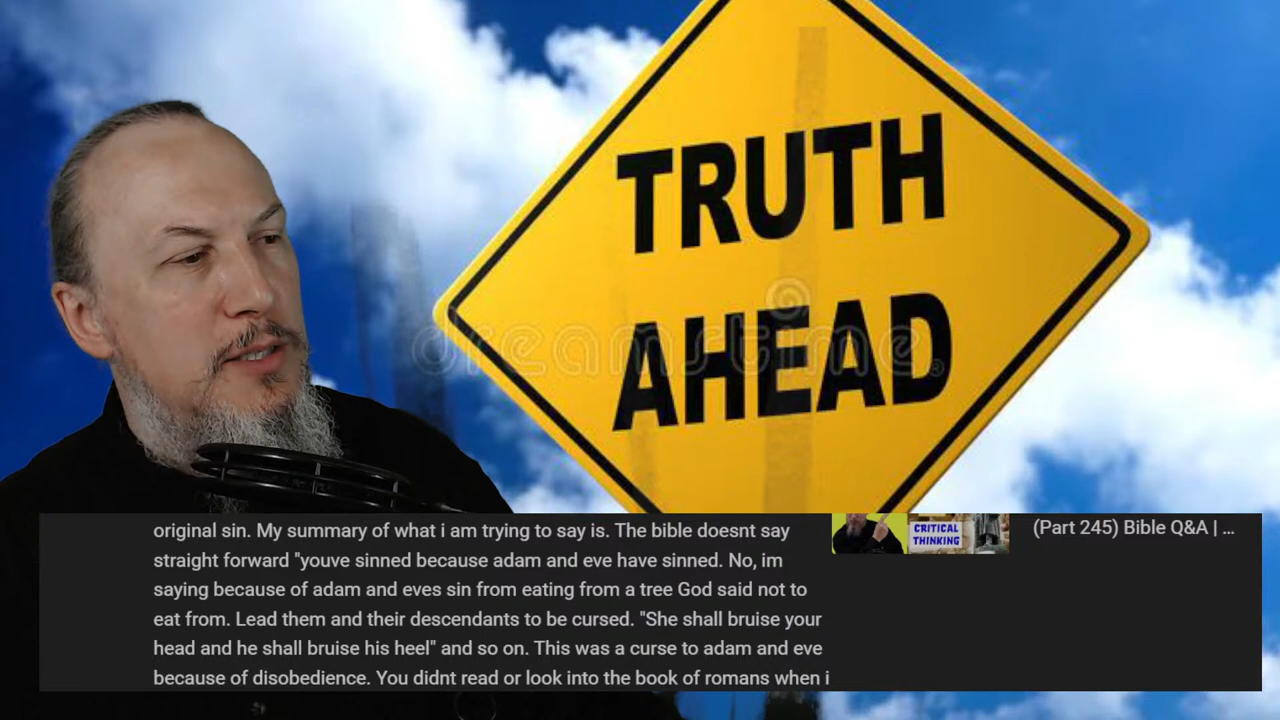 TRUTH
AHEAD
dreamstime
original sin. My summary of what i am trying to say is. The bible doesnt say
straight forward "youve sinned because adam and eve have sinned. No, im
saying because of adam and eves sin from eating from a tree God said not to
eat from. Lead them and their descendants to be cursed. "She shall bruise your
head and he shall bruise his heel" and so on. This was a curse to adam and eve
because of disobedience. You didnt read or look into the book of romans when i
CRITICAL
THINKING
(Part 245) Bible Q&A | ...